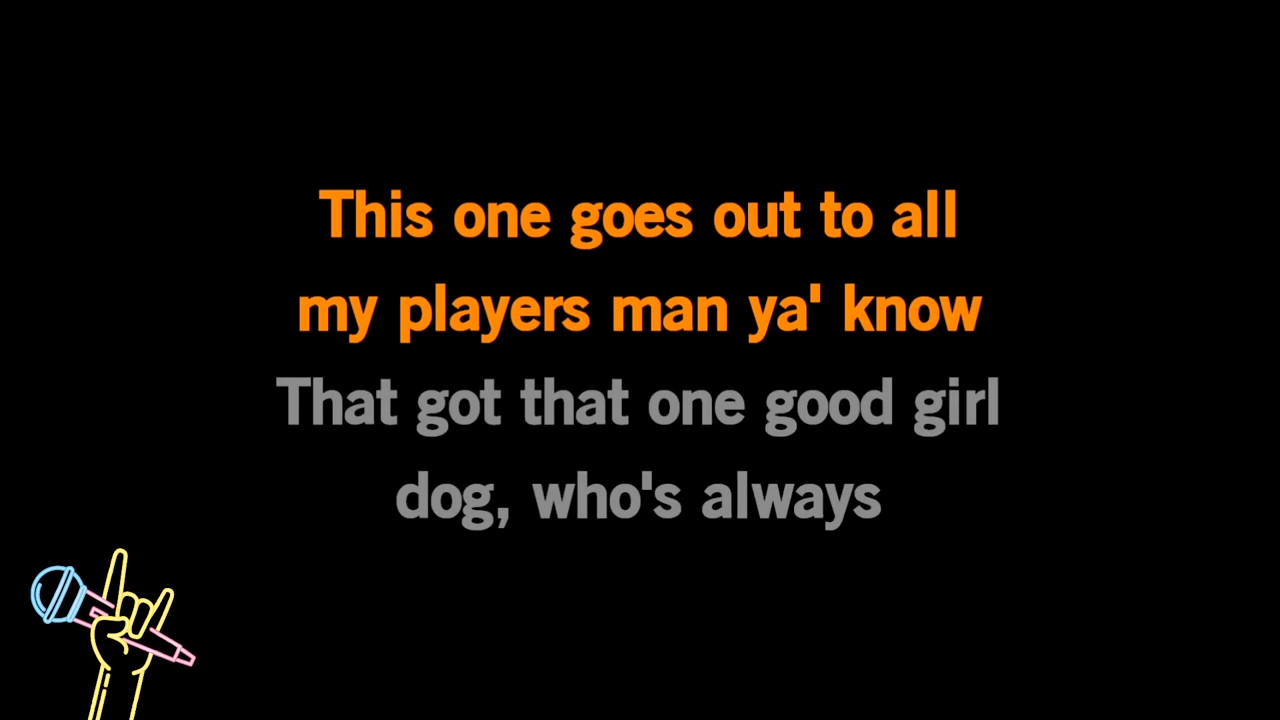 This one goes out to all
my players man ya' know
That got that one good girl
dog, who's always